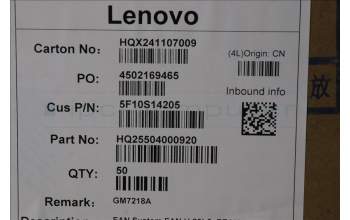 Lenovo
Carton No: HQX241107009
(4L)Origin: CN
PO: 4502169465
Inbound info
Cus P/N: 5F10S14205
放
Part No: HQ25504000920
QTY: 50
Remark: GM7218A